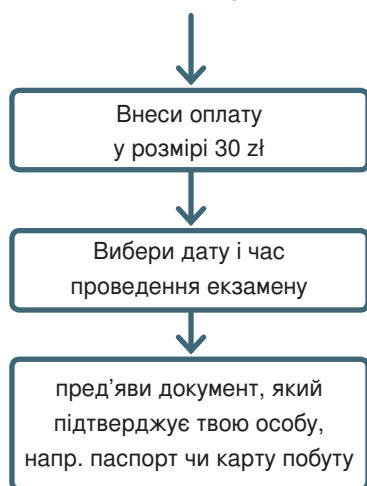 Внеси оплату
у розмірі 30 zł
Вибери дату і час
проведення екзамену
пред’яви документ, який
підтверджує твою особу,
напр. паспорт чи карту побуту